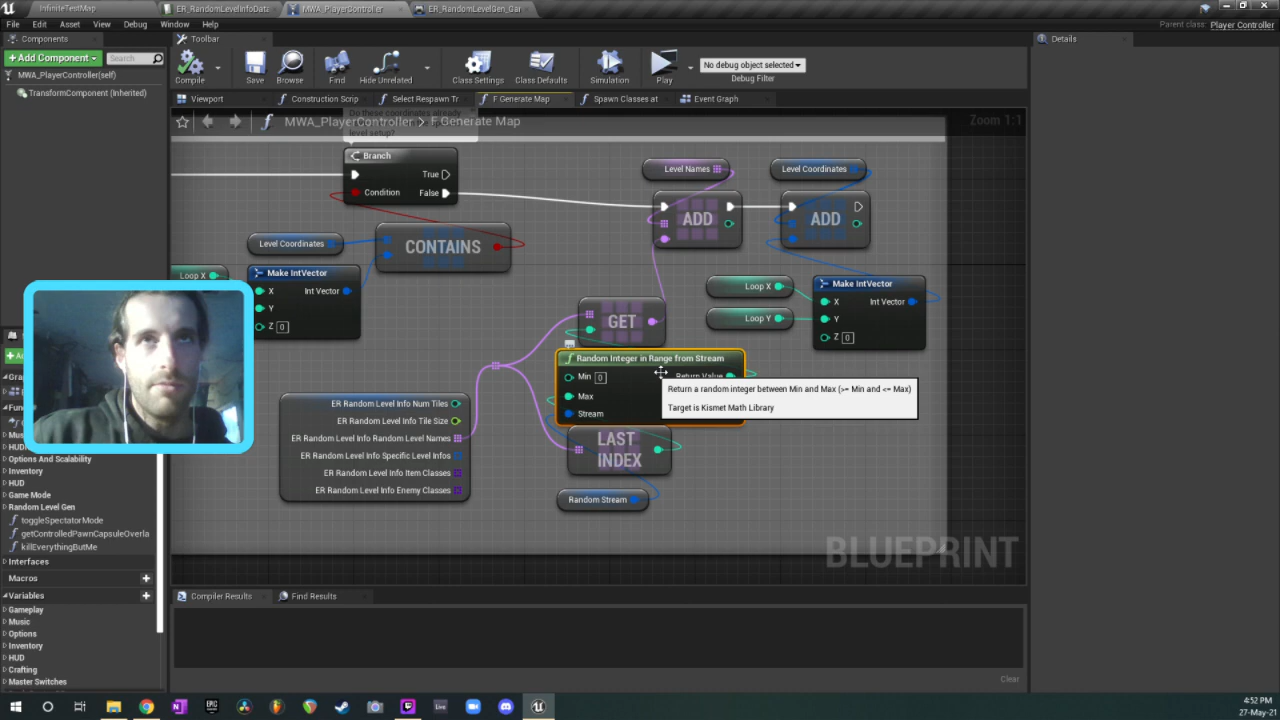 InfiniteTestMap
ER_RandomLevelInfoData
MWA_PlayerController
ER_RandomLevelGen_Gam
File
Edit
Asset
View
Debug
Window
Help
Parent class: Player Controller
Components
Toolbar
Details
+ Add Component
Search
MWA_PlayerController(self)
TransformComponent (Inherited)
Compile
Save
Browse
Find
Hide Unrelated
Class Settings
Class Defaults
Simulation
Play
No debug object selected
Debug Filter
Viewport
Construction Scrip
Select Respawn Tr
F Generate Map
Spawn Classes at
Event Graph
MWA_PlayerController > F Generate Map
Zoom 1:1
Do these coordinates already
level setup?
Branch
True
Condition
False
Level Names
Level Coordinates
ADD
ADD
Level Coordinates
CONTAINS
Loop X
Make IntVector
X
Int Vector
Y
Z 0
Loop X
Loop Y
Make IntVector
X
Int Vector
Y
Z 0
GET
Random Integer in Range from Stream
Min 0
Return Value
Max
Stream
Return a random integer between Min and Max (>= Min and <= Max)
Target is Kismet Math Library
ER Random Level Info Num Tiles
ER Random Level Info Tile Size
ER Random Level Info Random Level Names
ER Random Level Info Specific Level Infos
ER Random Level Info Item Classes
ER Random Level Info Enemy Classes
LAST
INDEX
Random Stream
BLUEPRINT
Options And Scalability
Inventory
HUD
Game Mode
Random Level Gen
toggleSpectatorMode
getControlledPawnCapsuleOverla
killEverythingButMe
Interfaces
Macros
Variables
Gameplay
Music
Options
Inventory
HUD
Crafting
Master Switches
Compiler Results
Find Results
Clear
4:52 PM
27-May-21